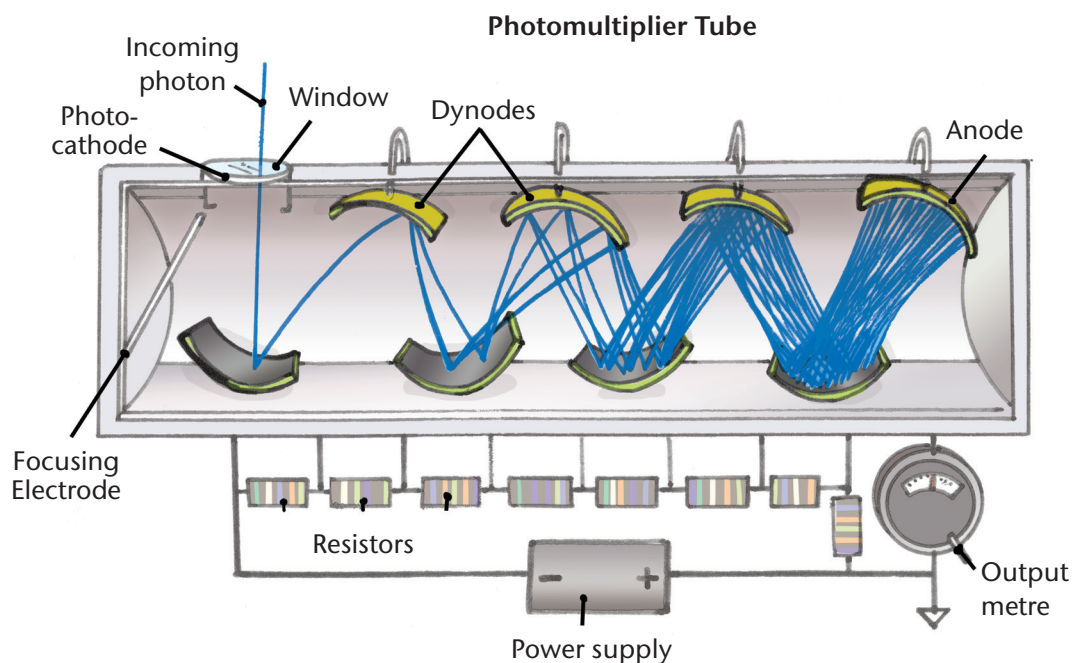 Photomultiplier Tube
Incoming
photon
Window
Photo-
cathode
Dynodes
Anode
Focusing
Electrode
Resistors
Output
metre
Power supply
− +